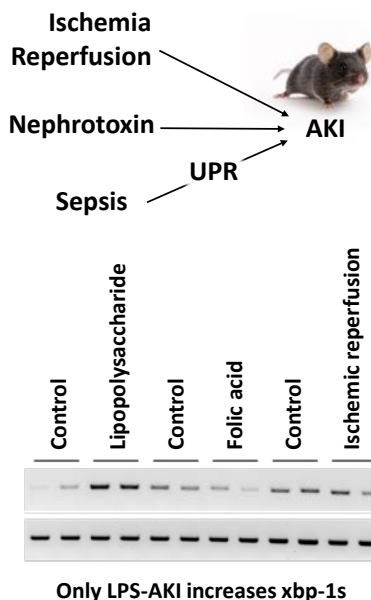 Ischemia
Reperfusion
Nephrotoxin
AKI
UPR
Sepsis
Control
Lipopolysaccharide
Control
Folic acid
Control
Ischemic reperfusion
Only LPS-AKI increases xbp-1s